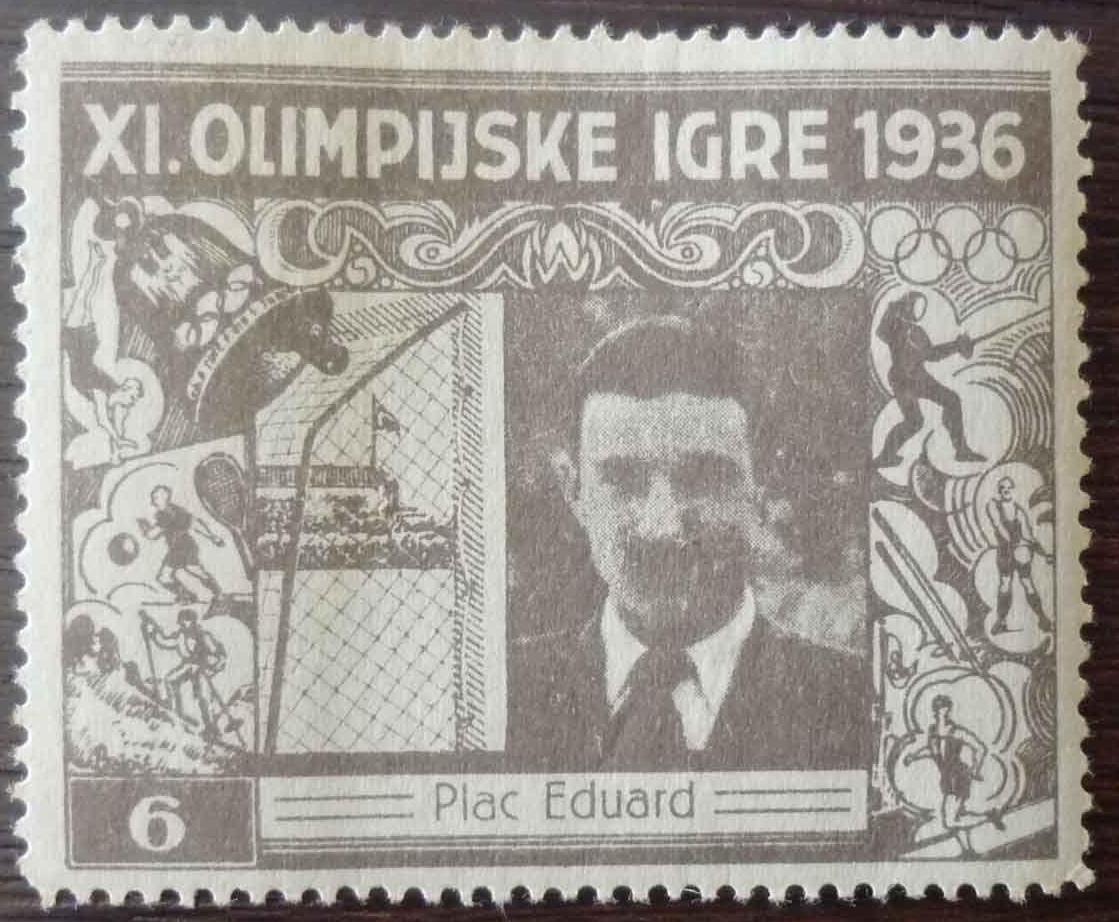 XI. OLIMPIJSKE IGRE 1936
6
Plac Eduard